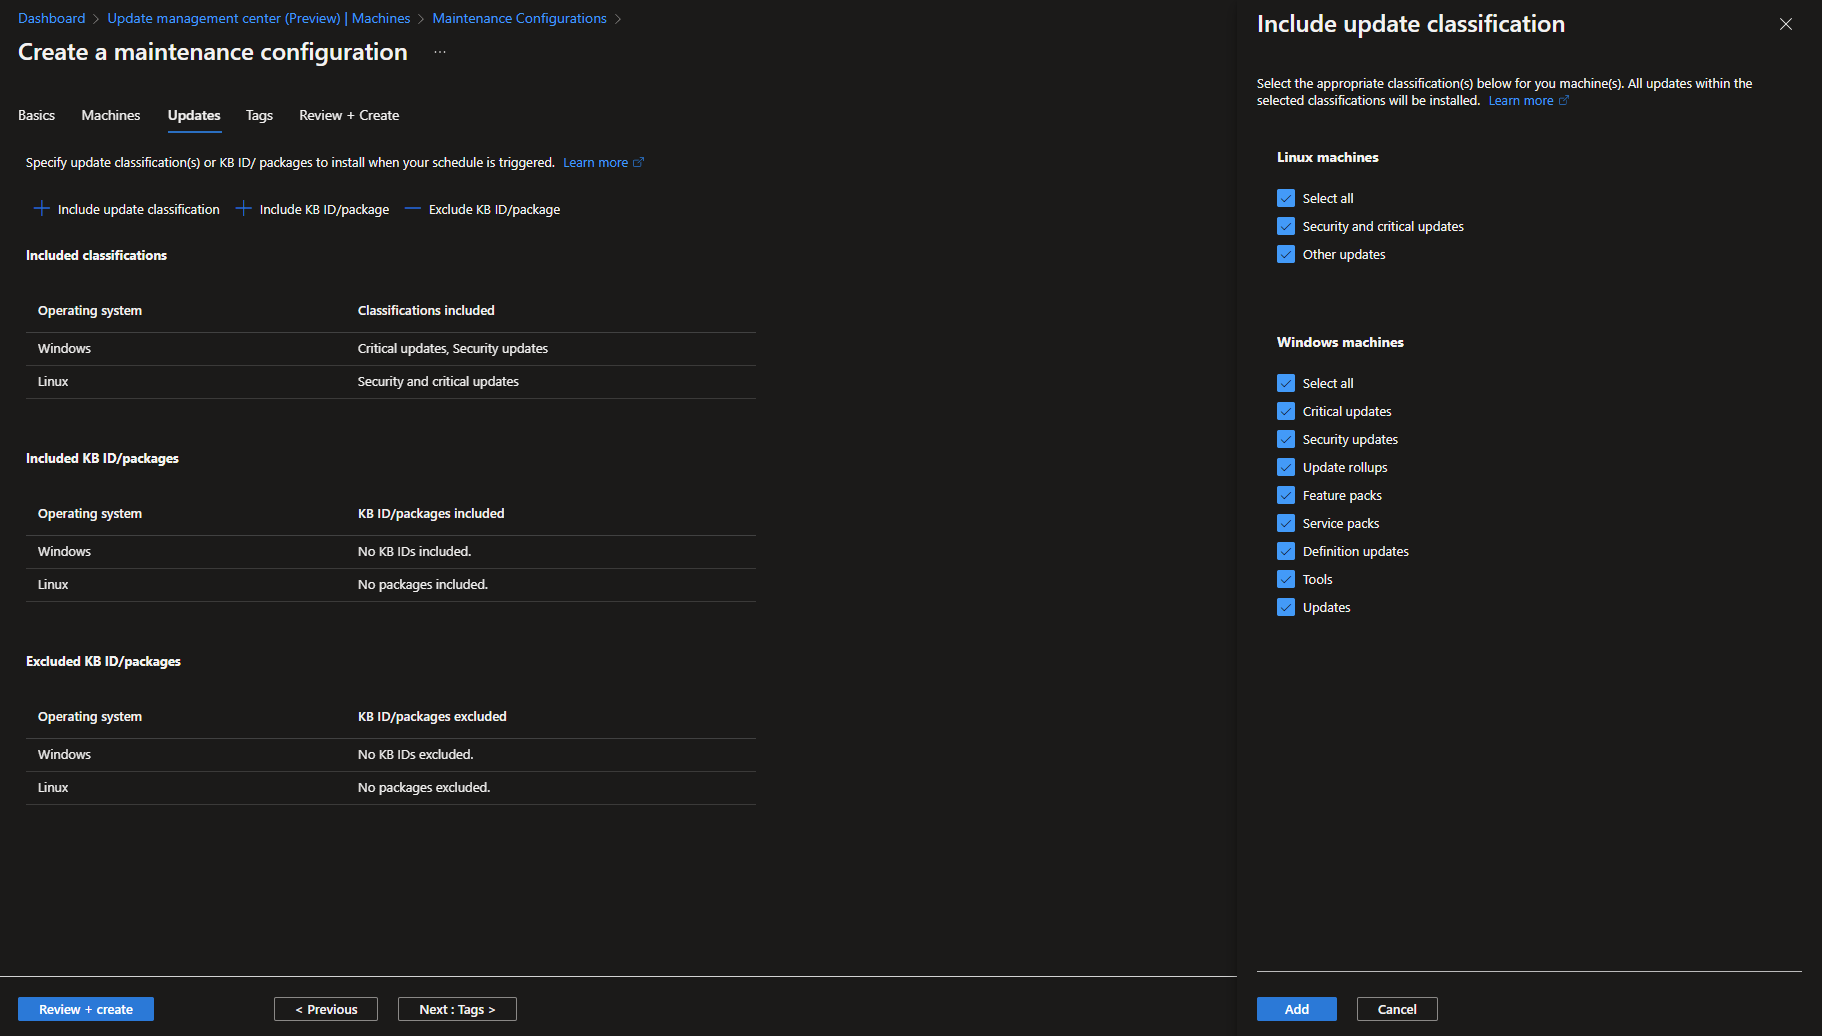 Dashboard > Update management center (Preview) | Machines > Maintenance Configurations >
Create a maintenance configuration ...
Basics Machines Updates Tags Review + Create
Specify update classification(s) or KB ID/ packages to install when your schedule is triggered. Learn more
+ Include update classification + Include KB ID/package — Exclude KB ID/package
Included classifications
Operating system Classifications included
Windows Critical updates, Security updates
Linux Security and critical updates
Included KB ID/packages
Operating system KB ID/packages included
Windows No KB IDs included.
Linux No packages included.
Excluded KB ID/packages
Operating system KB ID/packages excluded
Windows No KB IDs excluded.
Linux No packages excluded.
Review + create < Previous Next : Tags >
Include update classification
Select the appropriate classification(s) below for you machine(s). All updates within the
selected classifications will be installed. Learn more
Linux machines
Select all
Security and critical updates
Other updates
Windows machines
Select all
Critical updates
Security updates
Update rollups
Feature packs
Service packs
Definition updates
Tools
Updates
Add Cancel